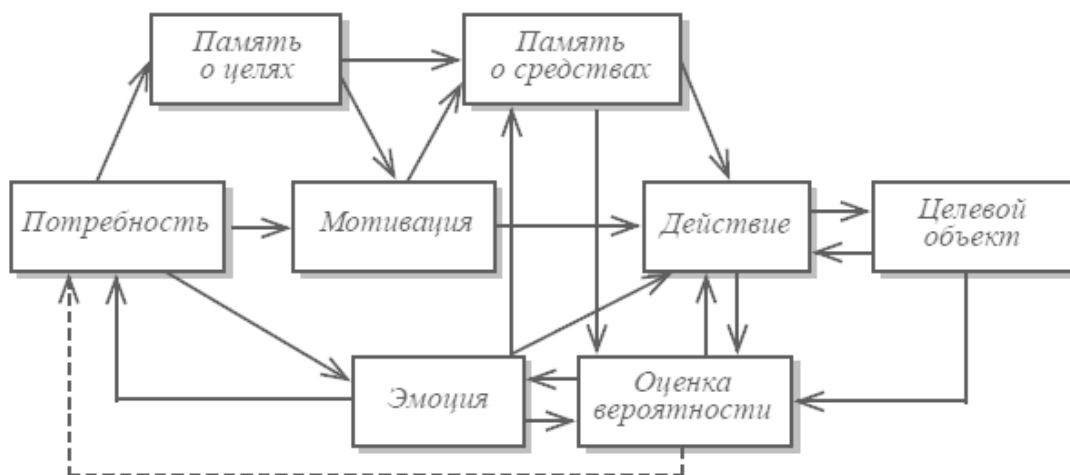 Память
о целях
Память
о средствах
Потребность
Мотивация
Действие
Целевой
объект
Эмоция
Оценка
вероятности